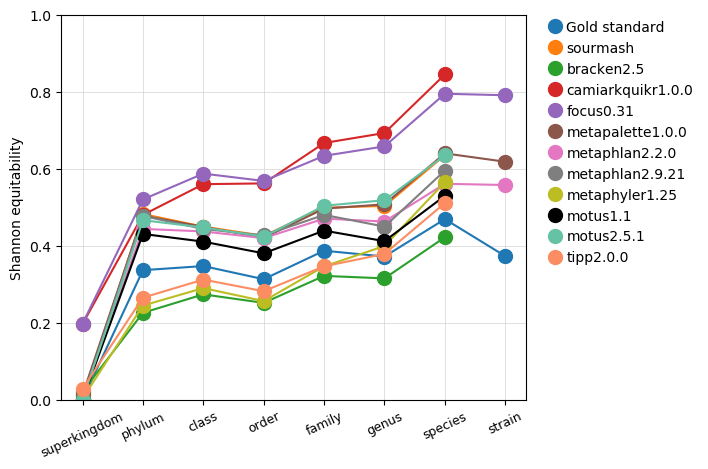 1.0
0.8
0.6
0.4
0.2
0.0
Shannon equitability
superkingdom
phylum
class
order
family
genus
species
strain
Gold standard
sourmash
bracken2.5
camiarkquikr1.0.0
focus0.31
metapalette1.0.0
metaphlan2.2.0
metaphlan2.9.21
metaphyler1.25
motus1.1
motus2.5.1
tipp2.0.0